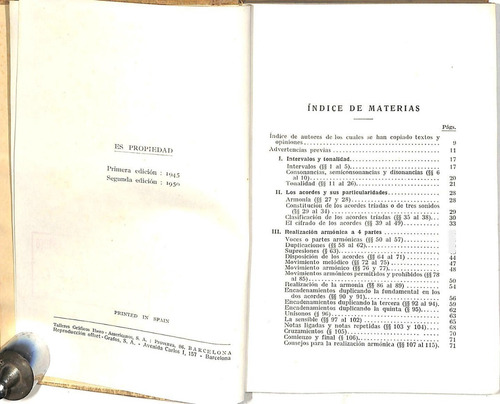 ES PROPIEDAD
Primera edición : 1945
Segunda edición : 1950
PRINTED IN SPAIN
Talleres Gráficos Ibero - Americanos, S. A. : Provenza, 86. BARCELONA
Reproducción offset - Grafos, S. A. - Avenida Carlos I, 157 - Barcelona
ÍNDICE DE MATERIAS
Págs.
Índice de autores de los cuales se han copiado textos y
opiniones 9
Advertencias previas 11
I. Intervalos y tonalidad 17
Intervalos (§§ 1 al 5) 17
Consonancias, semiconsonancias y disonancias (§§ 6
al 10) 20
Tonalidad (§§ 11 al 26) 21
II. Los acordes y sus particularidades 28
Armonía (§§ 27 y 28) 28
Constitución de los acordes tríadas o de tres sonidos
(§§ 29 al 34) 29
Clasificación de los acordes tríadas (§§ 35 al 38) 30
El cifrado de los acordes (§§ 39 al 49) 33
III. Realización armónica a 4 partes
Voces o partes armónicas (§§ 50 al 57)
Duplicaciones (§§ 58 al 62)
Supresiones (§ 63)
Disposición de los acordes (§§ 64 al 71) 44
Movimiento melódico (§§ 72 al 75) 47
Movimiento armónico (§§ 76 y 77) 48
Movimientos armónicos permitidos y prohibidos (§§ 78
al 85) 50
Realización de la armonía (§§ 86 al 89) 54
Encadenamientos duplicando la fundamental en los
dos acordes (§§ 90 y 91) 56
Encadenamientos duplicando la tercera (§§ 92 al 94) 59
Encadenamientos duplicando la quinta (§ 95) 62
Unísonos (§ 96) 63
La sensible (§§ 97 al 102) 65
Notas ligadas y notas repetidas (§§ 103 y 104) 68
Cruzamientos (§ 105) 70
Comienzo y final (§ 106) 71
Consejos para la realización armónica (§§ 107 al 115) 71